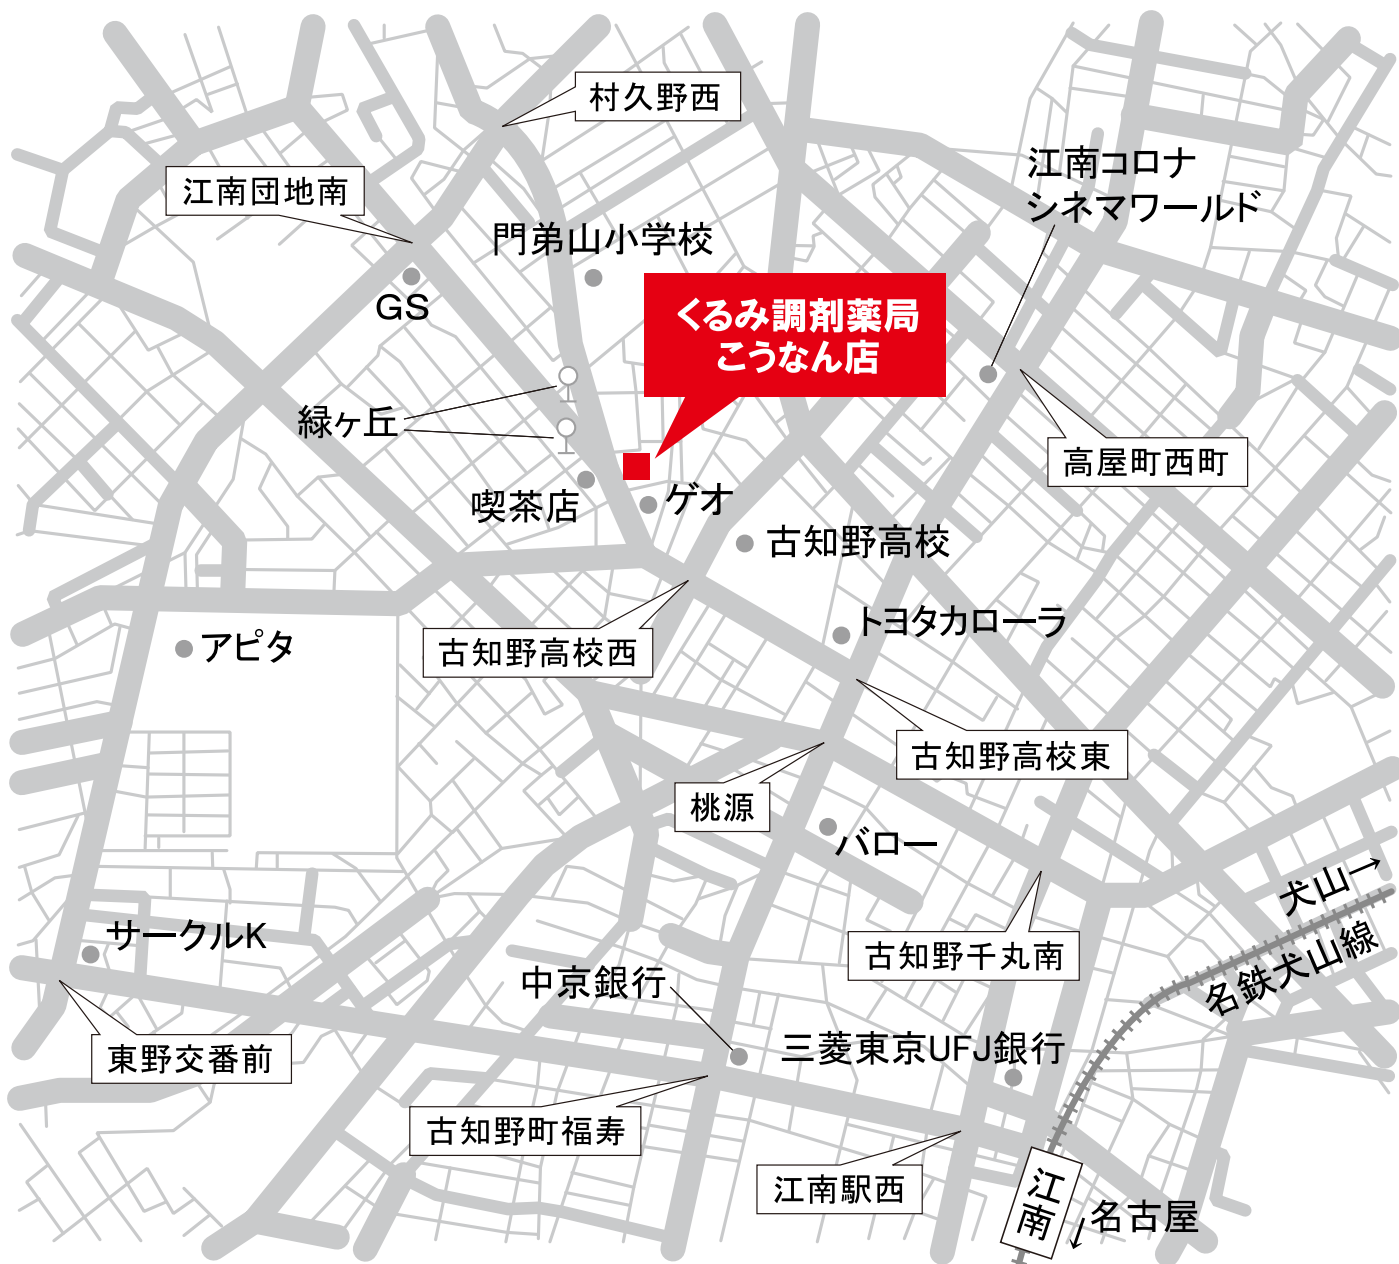 村久野西
江南団地南
江南コロナ
シネマワールド
門弟山小学校
GS
くるみ調剤薬局
こうなん店
緑ヶ丘
高屋町西町
喫茶店
ゲオ
古知野高校
トヨタカローラ
アピタ
古知野高校西
古知野高校東
桃源
バロー
犬山→
サークルK
古知野千丸南
名鉄犬山線
中京銀行
三菱東京UFJ銀行
東野交番前
古知野町福寿
江南駅西
江南
↓名古屋